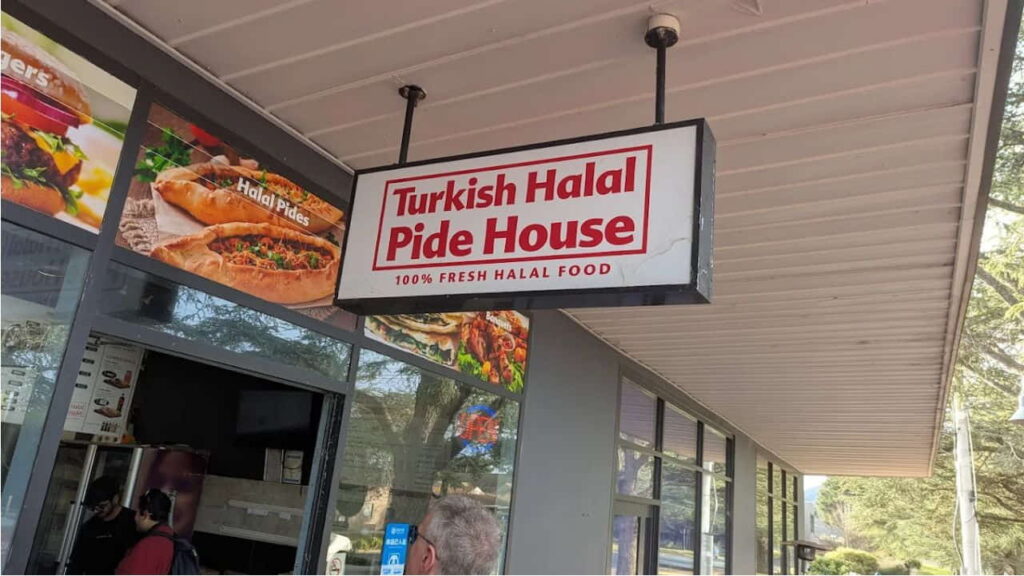 gers
Halal Pides
Turkish Halal
Pide House
100% FRESH HALAL FOOD